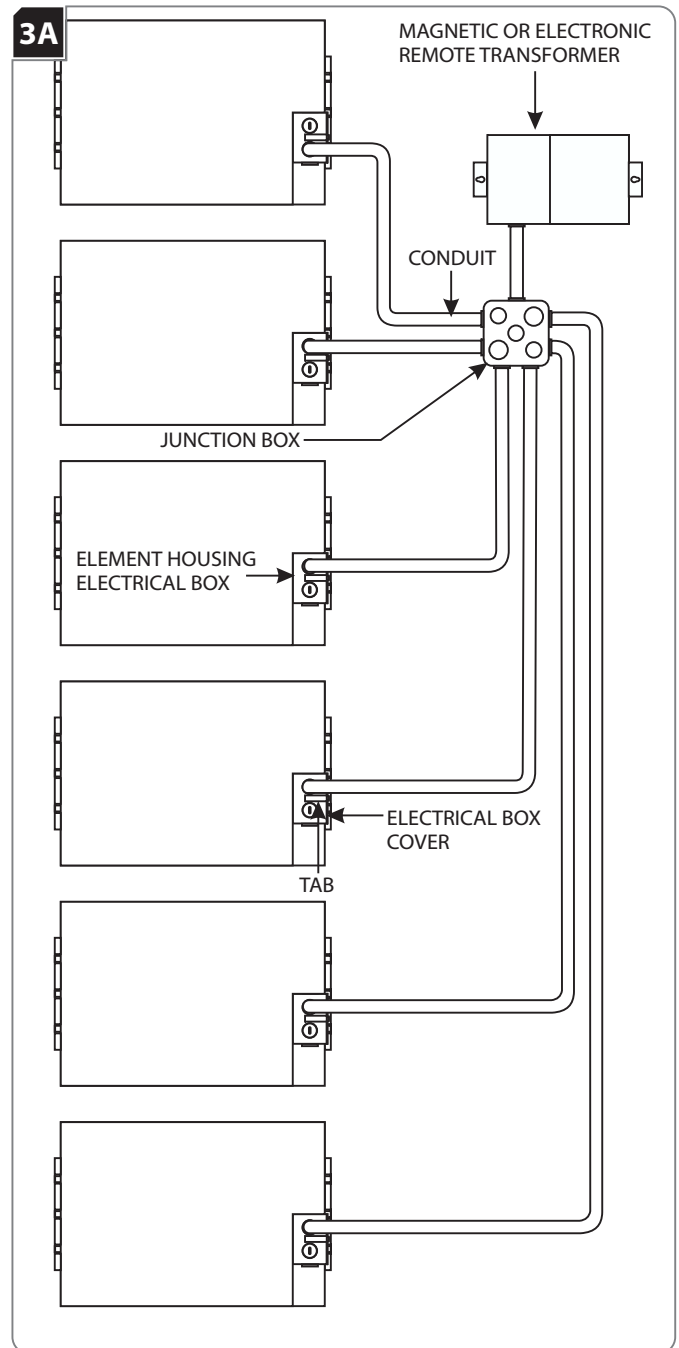 3A
MAGNETIC OR ELECTRONIC
REMOTE TRANSFORMER
CONDUIT
JUNCTION BOX
ELEMENT HOUSING
ELECTRICAL BOX
ELECTRICAL BOX
COVER
TAB